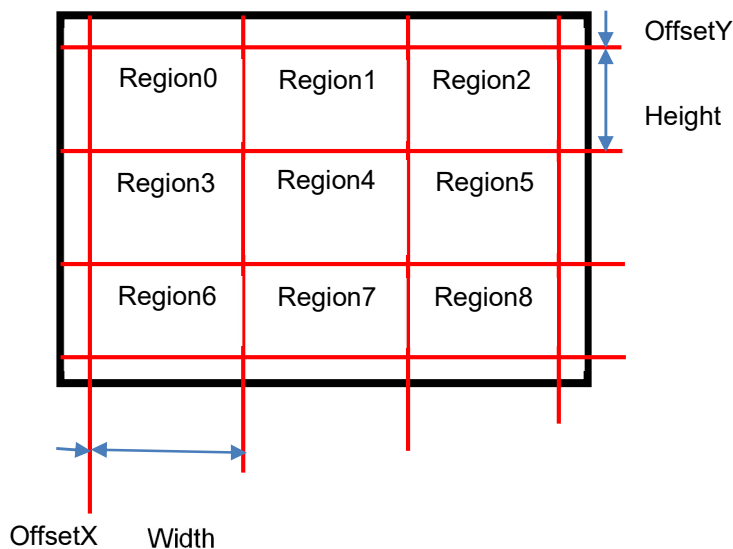 OffsetY
Region0 Region1 Region2
Height
Region3 Region4 Region5
Region6 Region7 Region8
OffsetX Width